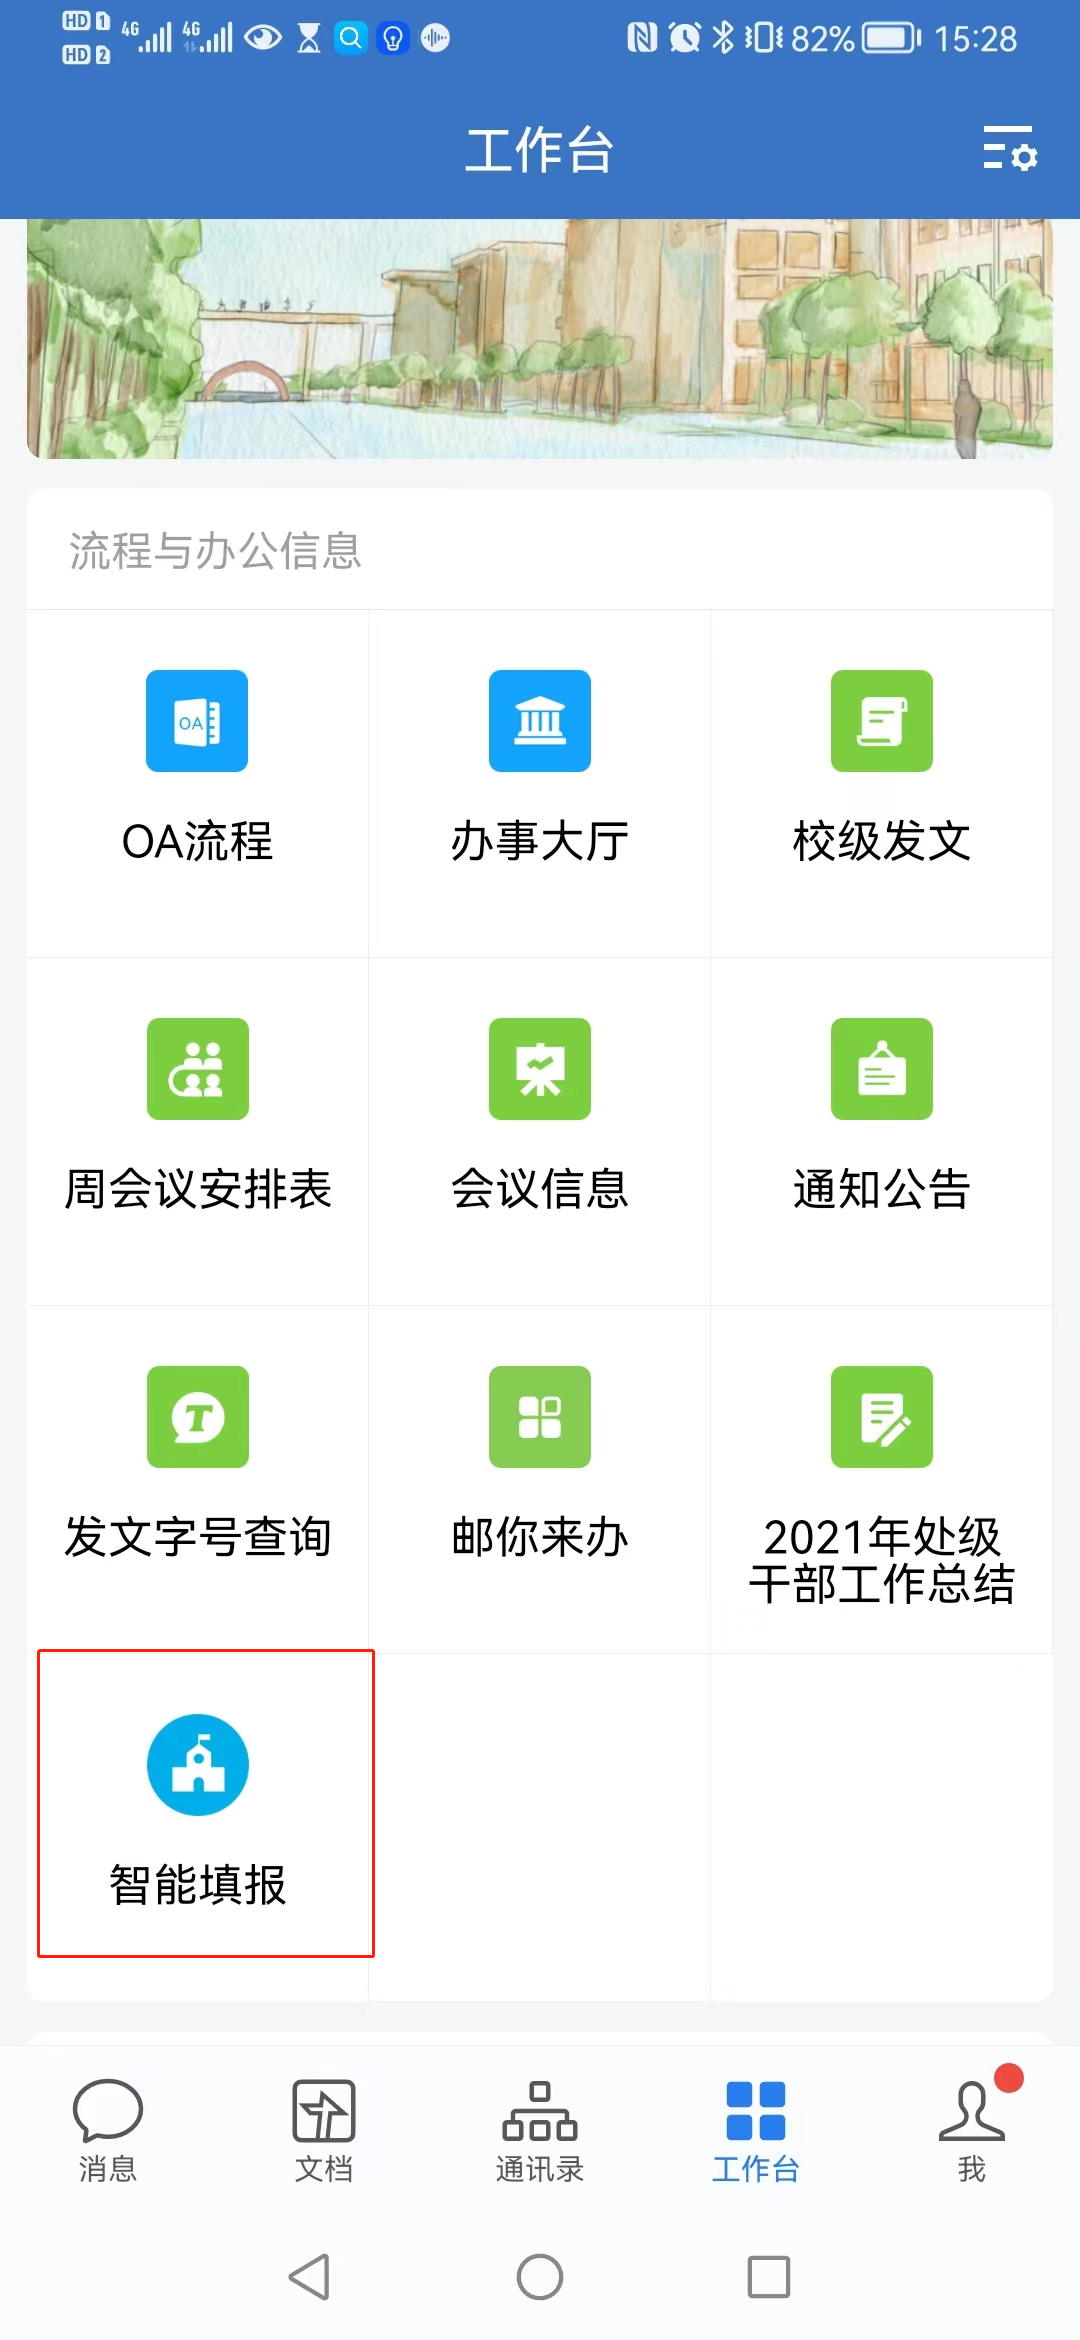 HD 1 4G 4G 82% 15:28
HD 2
工作台
流程与办公信息
OA
OA流程 办事大厅 校级发文
周会议安排表 会议信息 通知公告
T
发文字号查询 邮你来办 2021年处级
干部工作总结
智能填报
消息 文档 通讯录 工作台 我